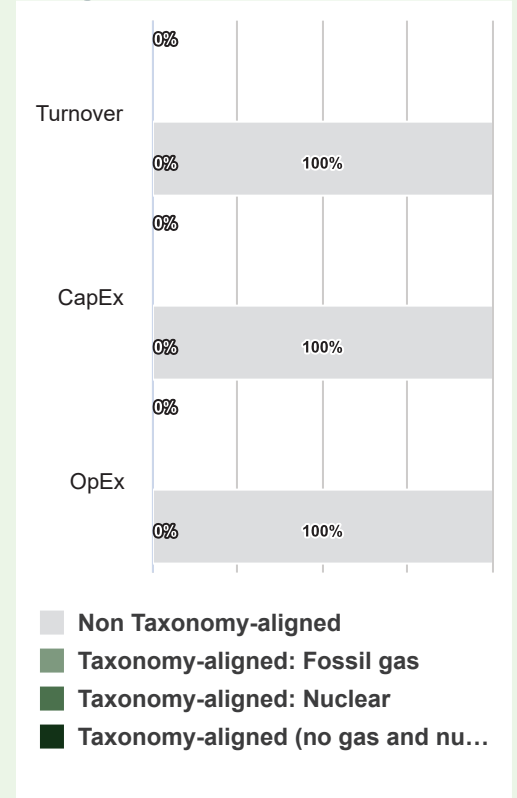 0%
Turnover
0% 100%
0%
CapEx
0% 100%
0%
OpEx
0% 100%
Non Taxonomy-aligned
Taxonomy-aligned: Fossil gas
Taxonomy-aligned: Nuclear
Taxonomy-aligned (no gas and nu…